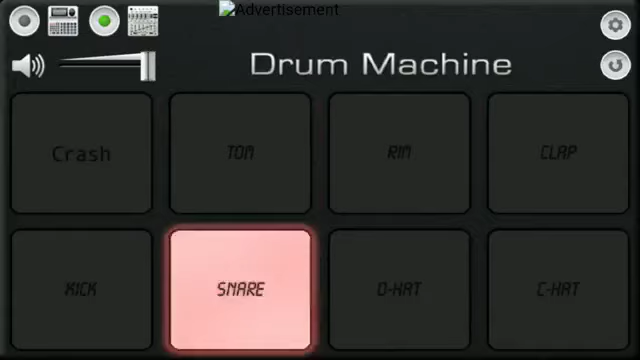 Advertisement
Drum Machine
Crash
TOM
RIM
CLAP
KICK
SNARE
O-HAT
C-HAT